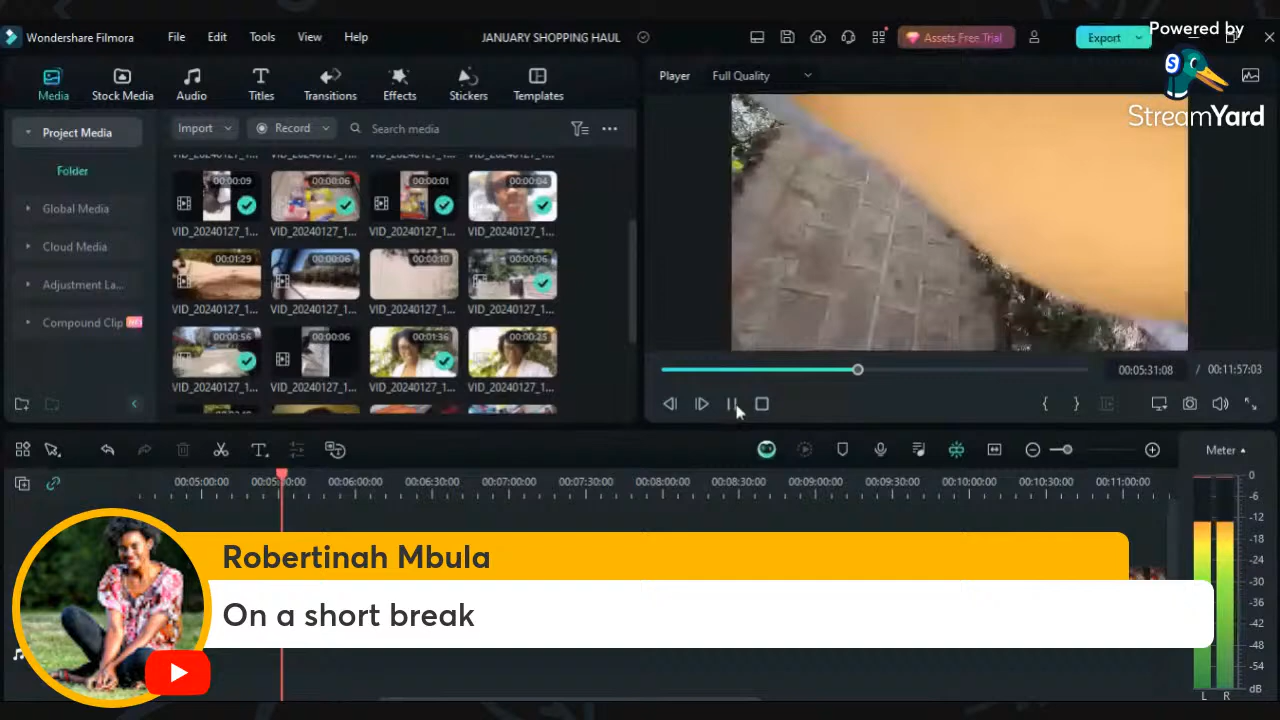 Wondershare Filmora
File
Edit
Tools
View
Help
JANUARY SHOPPING HAUL
Assets Free Trial
Export
Powered by
StreamYard
Media
Stock Media
Audio
Titles
Transitions
Effects
Stickers
Templates
Player
Full Quality
Project Media
Import
Record
Search media
Folder
Global Media
Cloud Media
Adjustment La...
Compound Clip
00:00:09
00:00:06
00:00:01
00:00:04
VID_20240127_1...
VID_20240127_1...
VID_20240127_1...
VID_20240127_1...
00:01:29
00:00:06
00:00:10
00:00:06
VID_20240127_1...
VID_20240127_1...
VID_20240127_1...
VID_20240127_1...
00:00:56
00:00:06
00:01:36
00:00:25
VID_20240127_1...
VID_20240127_1...
VID_20240127_1...
VID_20240127_1...
00:05:31:08 / 00:11:57:03
Meter
00:05:00:00
00:06:00:00
00:06:30:00
00:07:00:00
00:07:30:00
00:08:00:00
00:08:30:00
00:09:00:00
00:09:30:00
00:10:00:00
00:10:30:00
00:11:00:00
0
-6
-12
-18
-24
-30
-36
-42
-48
-54
dB
L R
Robertinah Mbula
On a short break